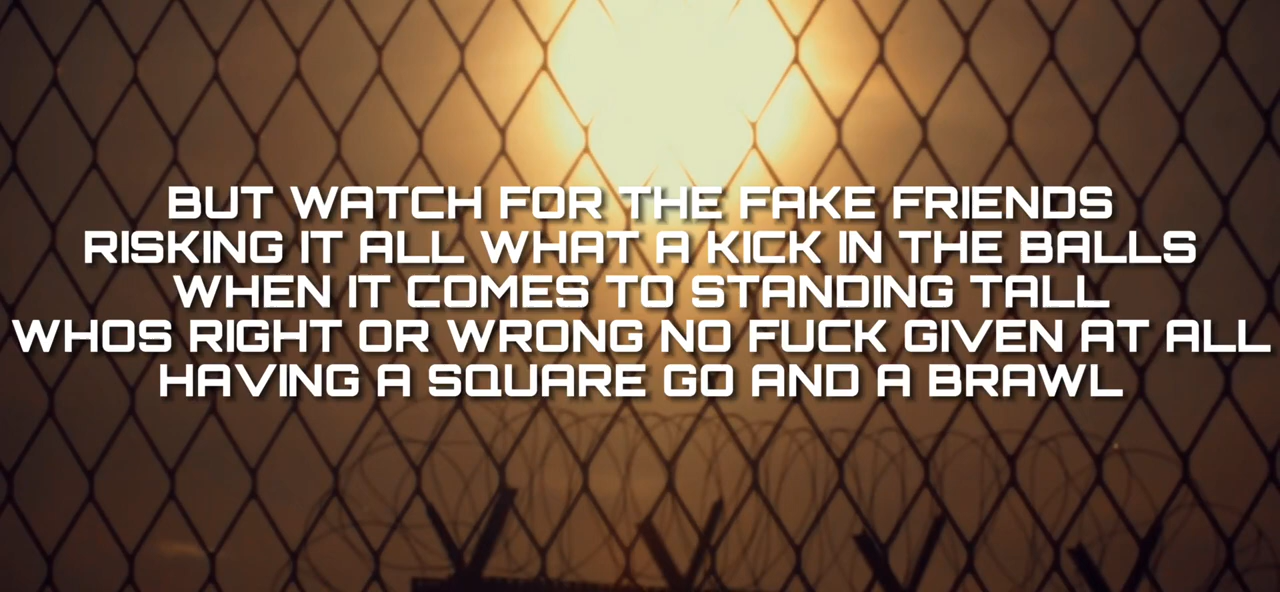 BUT WATCH FOR THE FAKE FRIENDS
RISKING IT ALL WHAT A KICK IN THE BALLS
WHEN IT COMES TO STANDING TALL
WHOS RIGHT OR WRONG NO FUCK GIVEN AT ALL
HAVING A SQUARE GO AND A BRAWL